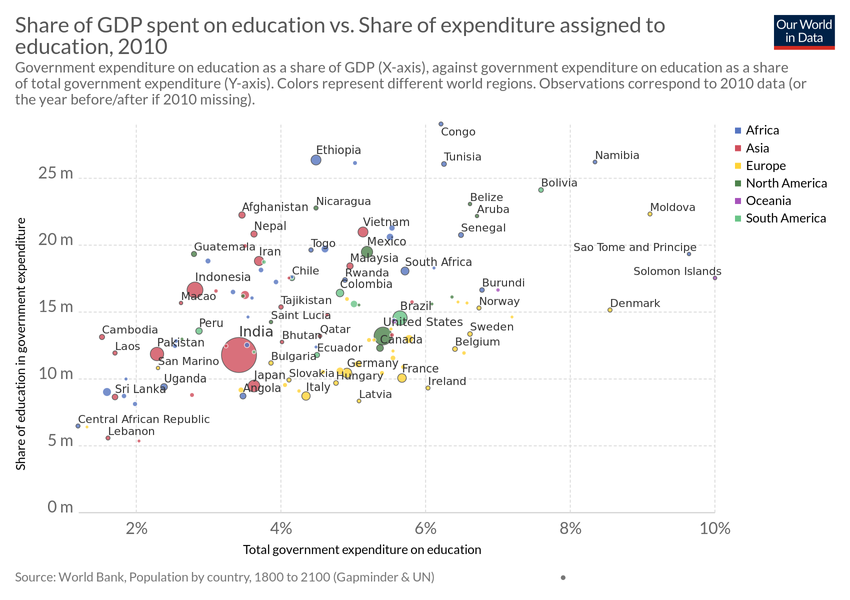 Share of GDP spent on education vs. Share of expenditure assigned to
education, 2010
Our World
in Data
Government expenditure on education as a share of GDP (X-axis), against government expenditure on education as a share
of total government expenditure (Y-axis). Colors represent different world regions. Observations correspond to 2010 data (or
the year before/after if 2010 missing).
Africa
Asia
Europe
North America
Oceania
South America
Share of education in government expenditure
25 m
20 m
15 m
10 m
5 m
0 m
Congo
Ethiopia
Tunisia
Namibia
Bolivia
Nicaragua
Belize
Afghanistan
Aruba
Moldova
Nepal
Vietnam
Senegal
Guatemala
Iran
Togo
Mexico
Sao Tome and Principe
Malaysia
South Africa
Solomon Islands
Indonesia
Chile
Rwanda
Colombia
Burundi
Macao
Tajikistan
Brazil
Norway
Denmark
Saint Lucia
Peru
United States
Cambodia
India
Qatar
Sweden
Bhutan
Canada
Laos
Pakistan
Ecuador
Belgium
San Marino
Bulgaria
Germany
Uganda
Japan
Slovakia
Hungary
France
Sri Lanka
Angola
Italy
Ireland
Latvia
Central African Republic
Lebanon
2%
4%
6%
8%
10%
Total government expenditure on education
Source: World Bank, Population by country, 1800 to 2100 (Gapminder & UN)